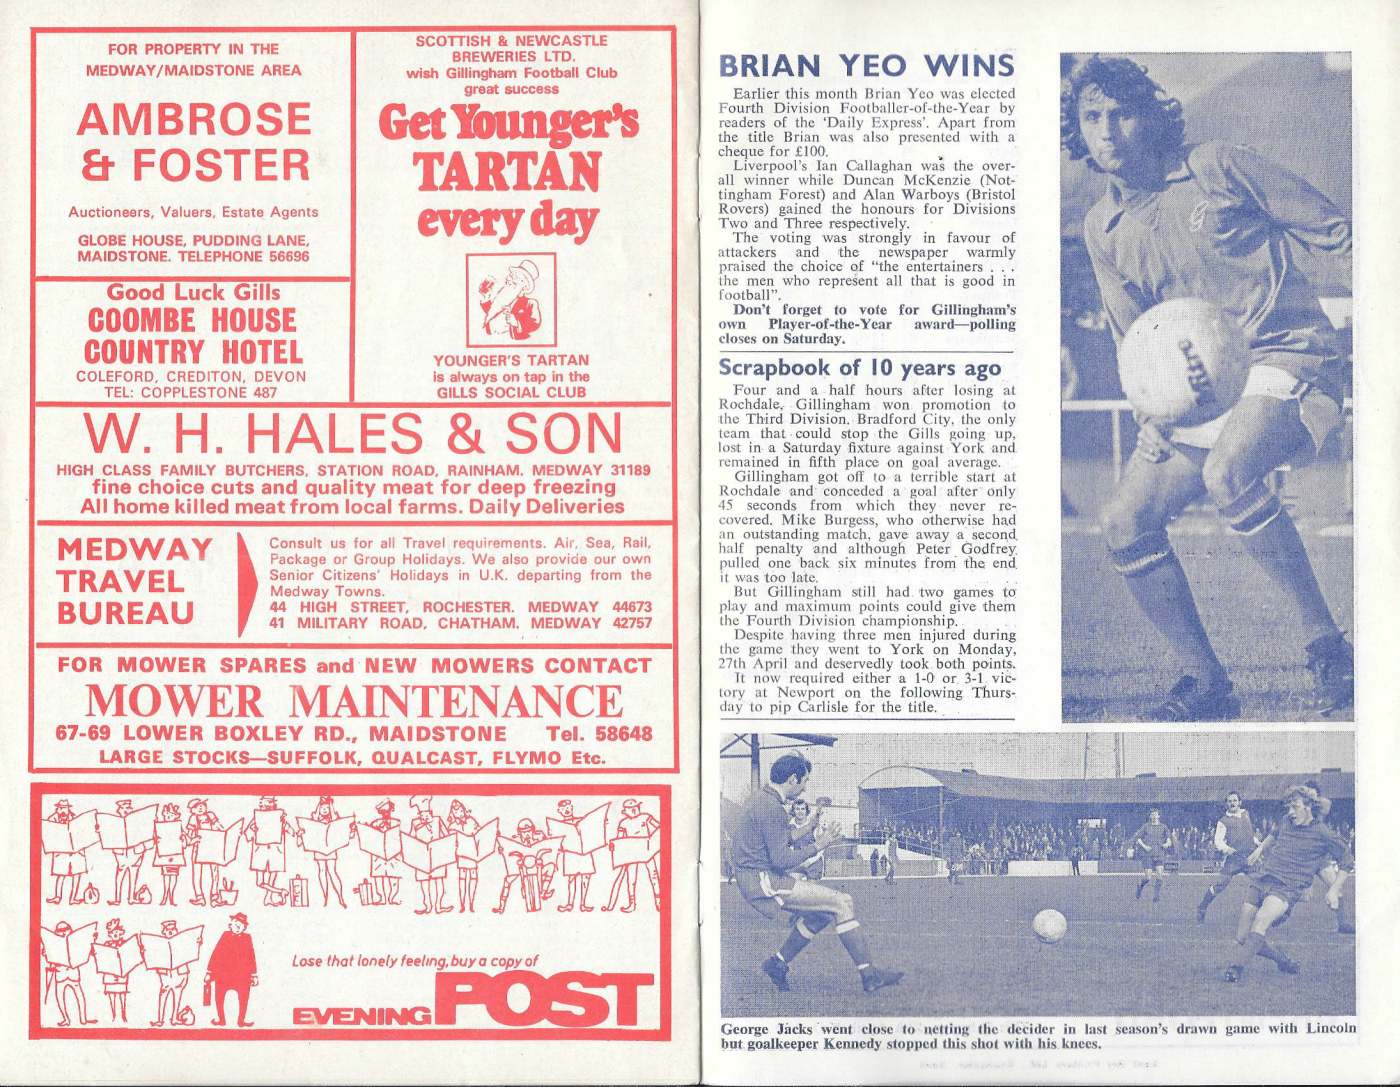 FOR PROPERTY IN THE
MEDWAY/MAIDSTONE AREA
AMBROSE
& FOSTER
Auctioneers, Valuers, Estate Agents
GLOBE HOUSE, PUDDING LANE,
MAIDSTONE. TELEPHONE 56696
Good Luck Gills
COOMBE HOUSE
COUNTRY HOTEL
COLEFORD, CREDITON, DEVON
TEL: COPPLESTONE 487
SCOTTISH & NEWCASTLE
BREWERIES LTD.
wish Gillingham Football Club
great success
Get Younger's
TARTAN
every day
YOUNGER'S TARTAN
is always on tap in the
GILLS SOCIAL CLUB
W. H. HALES & SON
HIGH CLASS FAMILY BUTCHERS, STATION ROAD, RAINHAM. MEDWAY 31189
fine choice cuts and quality meat for deep freezing
All home killed meat from local farms. Daily Deliveries
MEDWAY
TRAVEL
BUREAU
Consult us for all Travel requirements. Air, Sea, Rail,
Package or Group Holidays. We also provide our own
Senior Citizens' Holidays in U.K. departing from the
Medway Towns.
44 HIGH STREET, ROCHESTER. MEDWAY 44673
41 MILITARY ROAD, CHATHAM. MEDWAY 42757
FOR MOWER SPARES and NEW MOWERS CONTACT
MOWER MAINTENANCE
67-69 LOWER BOXLEY RD., MAIDSTONE Tel. 58648
LARGE STOCKS—SUFFOLK, QUALCAST, FLYMO Etc.
Lose that lonely feeling, buy a copy of
EVENING POST
BRIAN YEO WINS
Earlier this month Brian Yeo was elected
Fourth Division Footballer-of-the-Year by
readers of the 'Daily Express'. Apart from
the title Brian was also presented with a
cheque for £100.
Liverpool's Ian Callaghan was the over-
all winner while Duncan McKenzie (Not-
tingham Forest) and Alan Warboys (Bristol
Rovers) gained the honours for Divisions
Two and Three respectively.
The voting was strongly in favour of
attackers and the newspaper warmly
praised the choice of "the entertainers . . .
the men who represent all that is good in
football".
Don't forget to vote for Gillingham's
own Player-of-the-Year award—polling
closes on Saturday.
Scrapbook of 10 years ago
Four and a half hours after losing at
Rochdale, Gillingham won promotion to
the Third Division. Bradford City, the only
team that could stop the Gills going up,
lost in a Saturday fixture against York and
remained in fifth place on goal average.
Gillingham got off to a terrible start at
Rochdale and conceded a goal after only
45 seconds from which they never re-
covered. Mike Burgess, who otherwise had
an outstanding match, gave away a second
half penalty and although Peter Godfrey
pulled one back six minutes from the end
it was too late.
But Gillingham still had two games to
play and maximum points could give them
the Fourth Division championship.
Despite having three men injured during
the game they went to York on Monday,
27th April and deservedly took both points.
It now required either a 1-0 or 3-1 vic-
tory at Newport on the following Thurs-
day to pip Carlisle for the title.
G
George Jacks went close to netting the decider in last season's drawn game with Lincoln
but goalkeeper Kennedy stopped this shot with his knees.